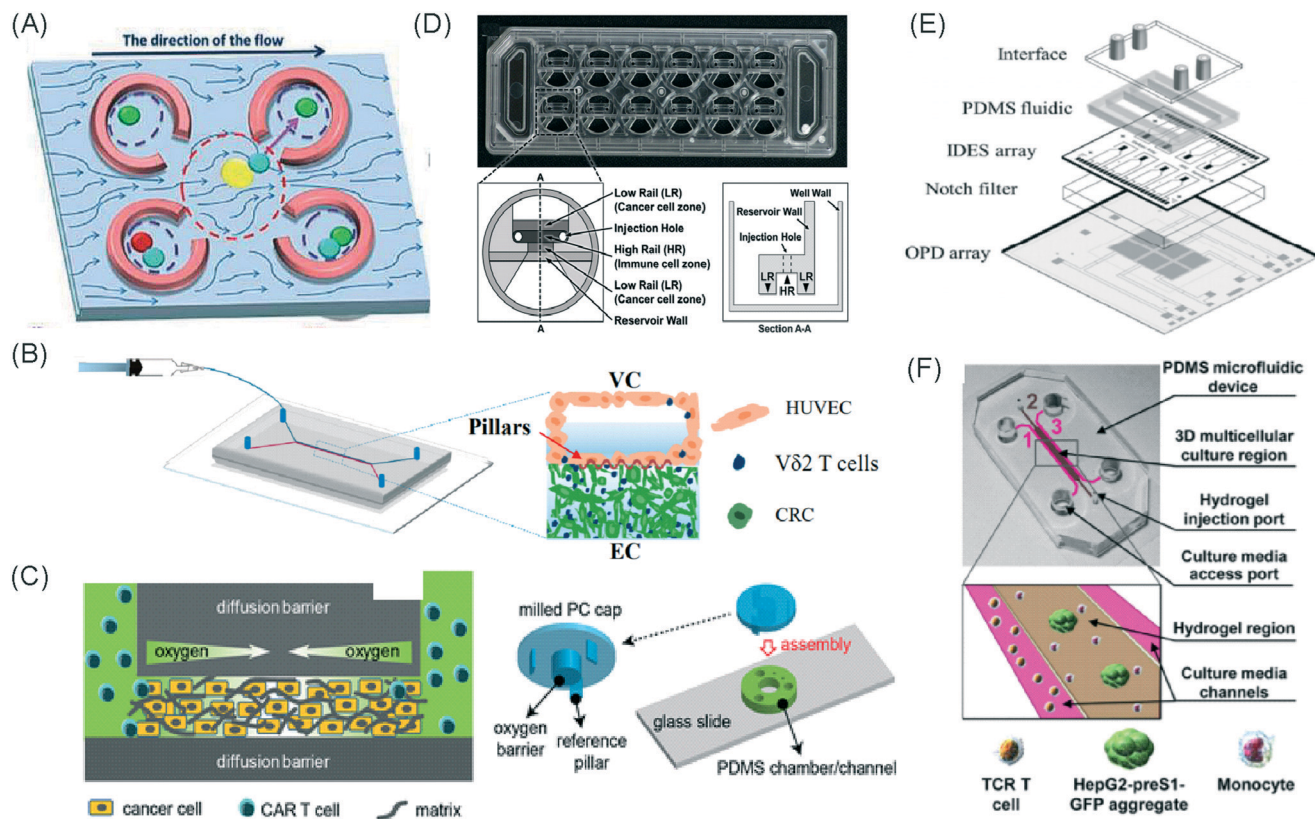 (A)
The direction of the flow
(B)
VC
Pillars
HUVEC
Vδ2 T cells
CRC
EC
(C)
diffusion barrier
oxygen
oxygen
diffusion barrier
cancer cell
CAR T cell
matrix
milled PC cap
oxygen
barrier
reference
pillar
assembly
glass slide
PDMS chamber/channel
(D)
A
Low Rail (LR)
(Cancer cell zone)
Injection Hole
High Rail (HR)
(Immune cell zone)
Low Rail (LR)
(Cancer cell zone)
Reservoir Wall
A
Well Wall
Reservoir Wall
Injection Hole
LR
HR
LR
Section A-A
(E)
Interface
PDMS fluidic
IDES array
Notch filter
OPD array
(F)
2
3
1
PDMS microfluidic
device
3D multicellular
culture region
Hydrogel
injection port
Culture media
access port
Hydrogel region
Culture media
channels
TCR T
cell
HepG2-preS1-
GFP aggregate
Monocyte